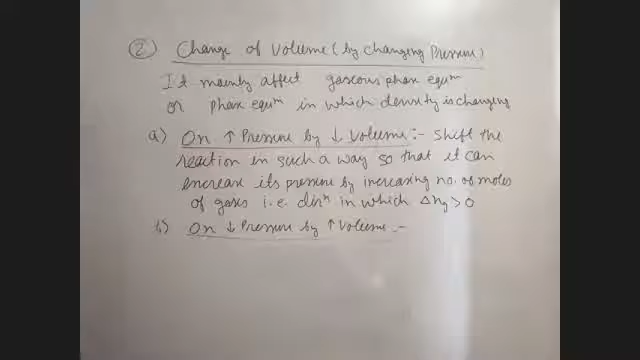 ② Change of Volume (by changing Pressure)
It mainly affect gaseous phase equm
or phase equm in which density is changing
a) On ↑ Pressure by ↓ Volume :- Shift the
reaction in such a way so that it can
increase its pressure by increasing no. of moles
of gases i.e. dirn in which Δng > 0
b) On ↓ Pressure by ↑ Volume :-